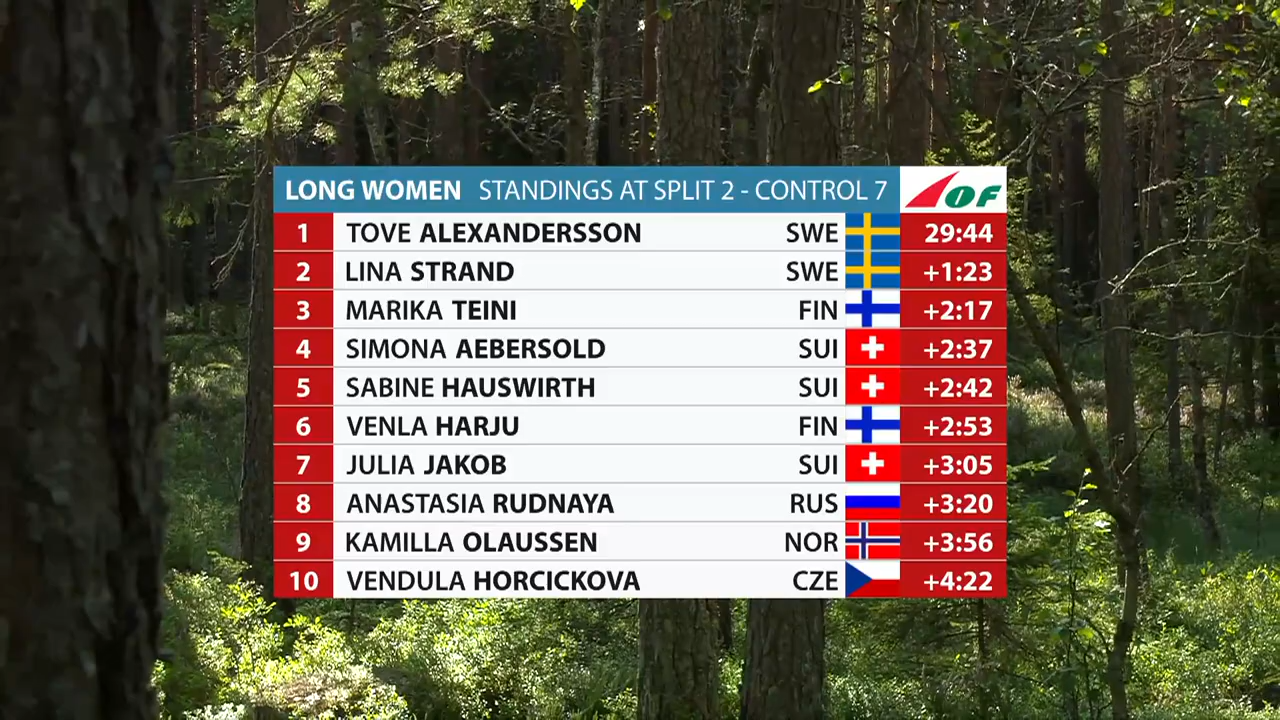 LONG WOMEN STANDINGS AT SPLIT 2 - CONTROL 7 IOF
1 TOVE ALEXANDERSSON SWE 29:44
2 LINA STRAND SWE +1:23
3 MARIKA TEINI FIN +2:17
4 SIMONA AEBERSOLD SUI +2:37
5 SABINE HAUSWIRTH SUI +2:42
6 VENLA HARJU FIN +2:53
7 JULIA JAKOB SUI +3:05
8 ANASTASIA RUDNAYA RUS +3:20
9 KAMILLA OLAUSSEN NOR +3:56
10 VENDULA HORCICKOVA CZE +4:22